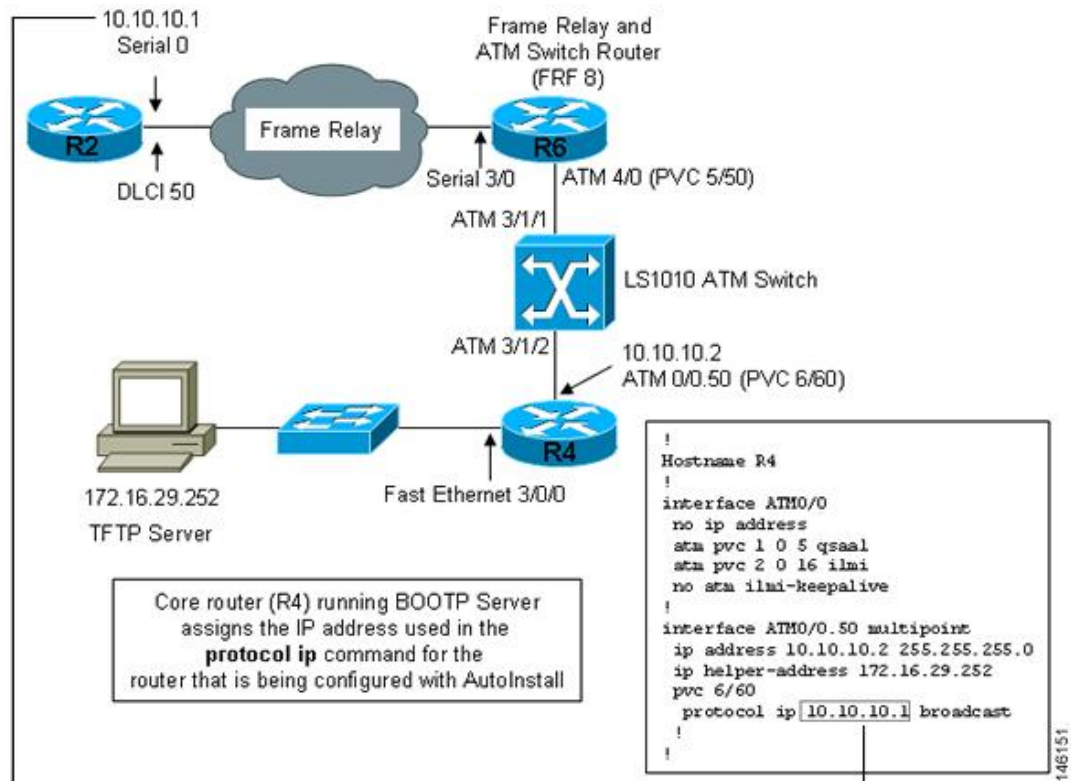 10.10.10.1
Serial 0
Frame Relay and
ATM Switch Router
(FRF 8)
R2
Frame Relay
R6
DLCI 50
Serial 3/0
ATM 4/0 (PVC 5/50)
ATM 3/1/1
LS1010 ATM Switch
ATM 3/1/2
10.10.10.2
ATM 0/0.50 (PVC 6/60)
R4
172.16.29.252
TFTP Server
Fast Ethernet 3/0/0
Core router (R4) running BOOTP Server
assigns the IP address used in the
protocol ip command for the
router that is being configured with AutoInstall
!
Hostname R4
!
interface ATM0/0
no ip address
atm pvc 1 0 5 qsaal
atm pvc 2 0 16 ilmi
no atm ilmi-keepalive
!
interface ATM0/0.50 multipoint
ip address 10.10.10.2 255.255.255.0
ip helper-address 172.16.29.252
pvc 6/60
protocol ip 10.10.10.1 broadcast
!
!
146151